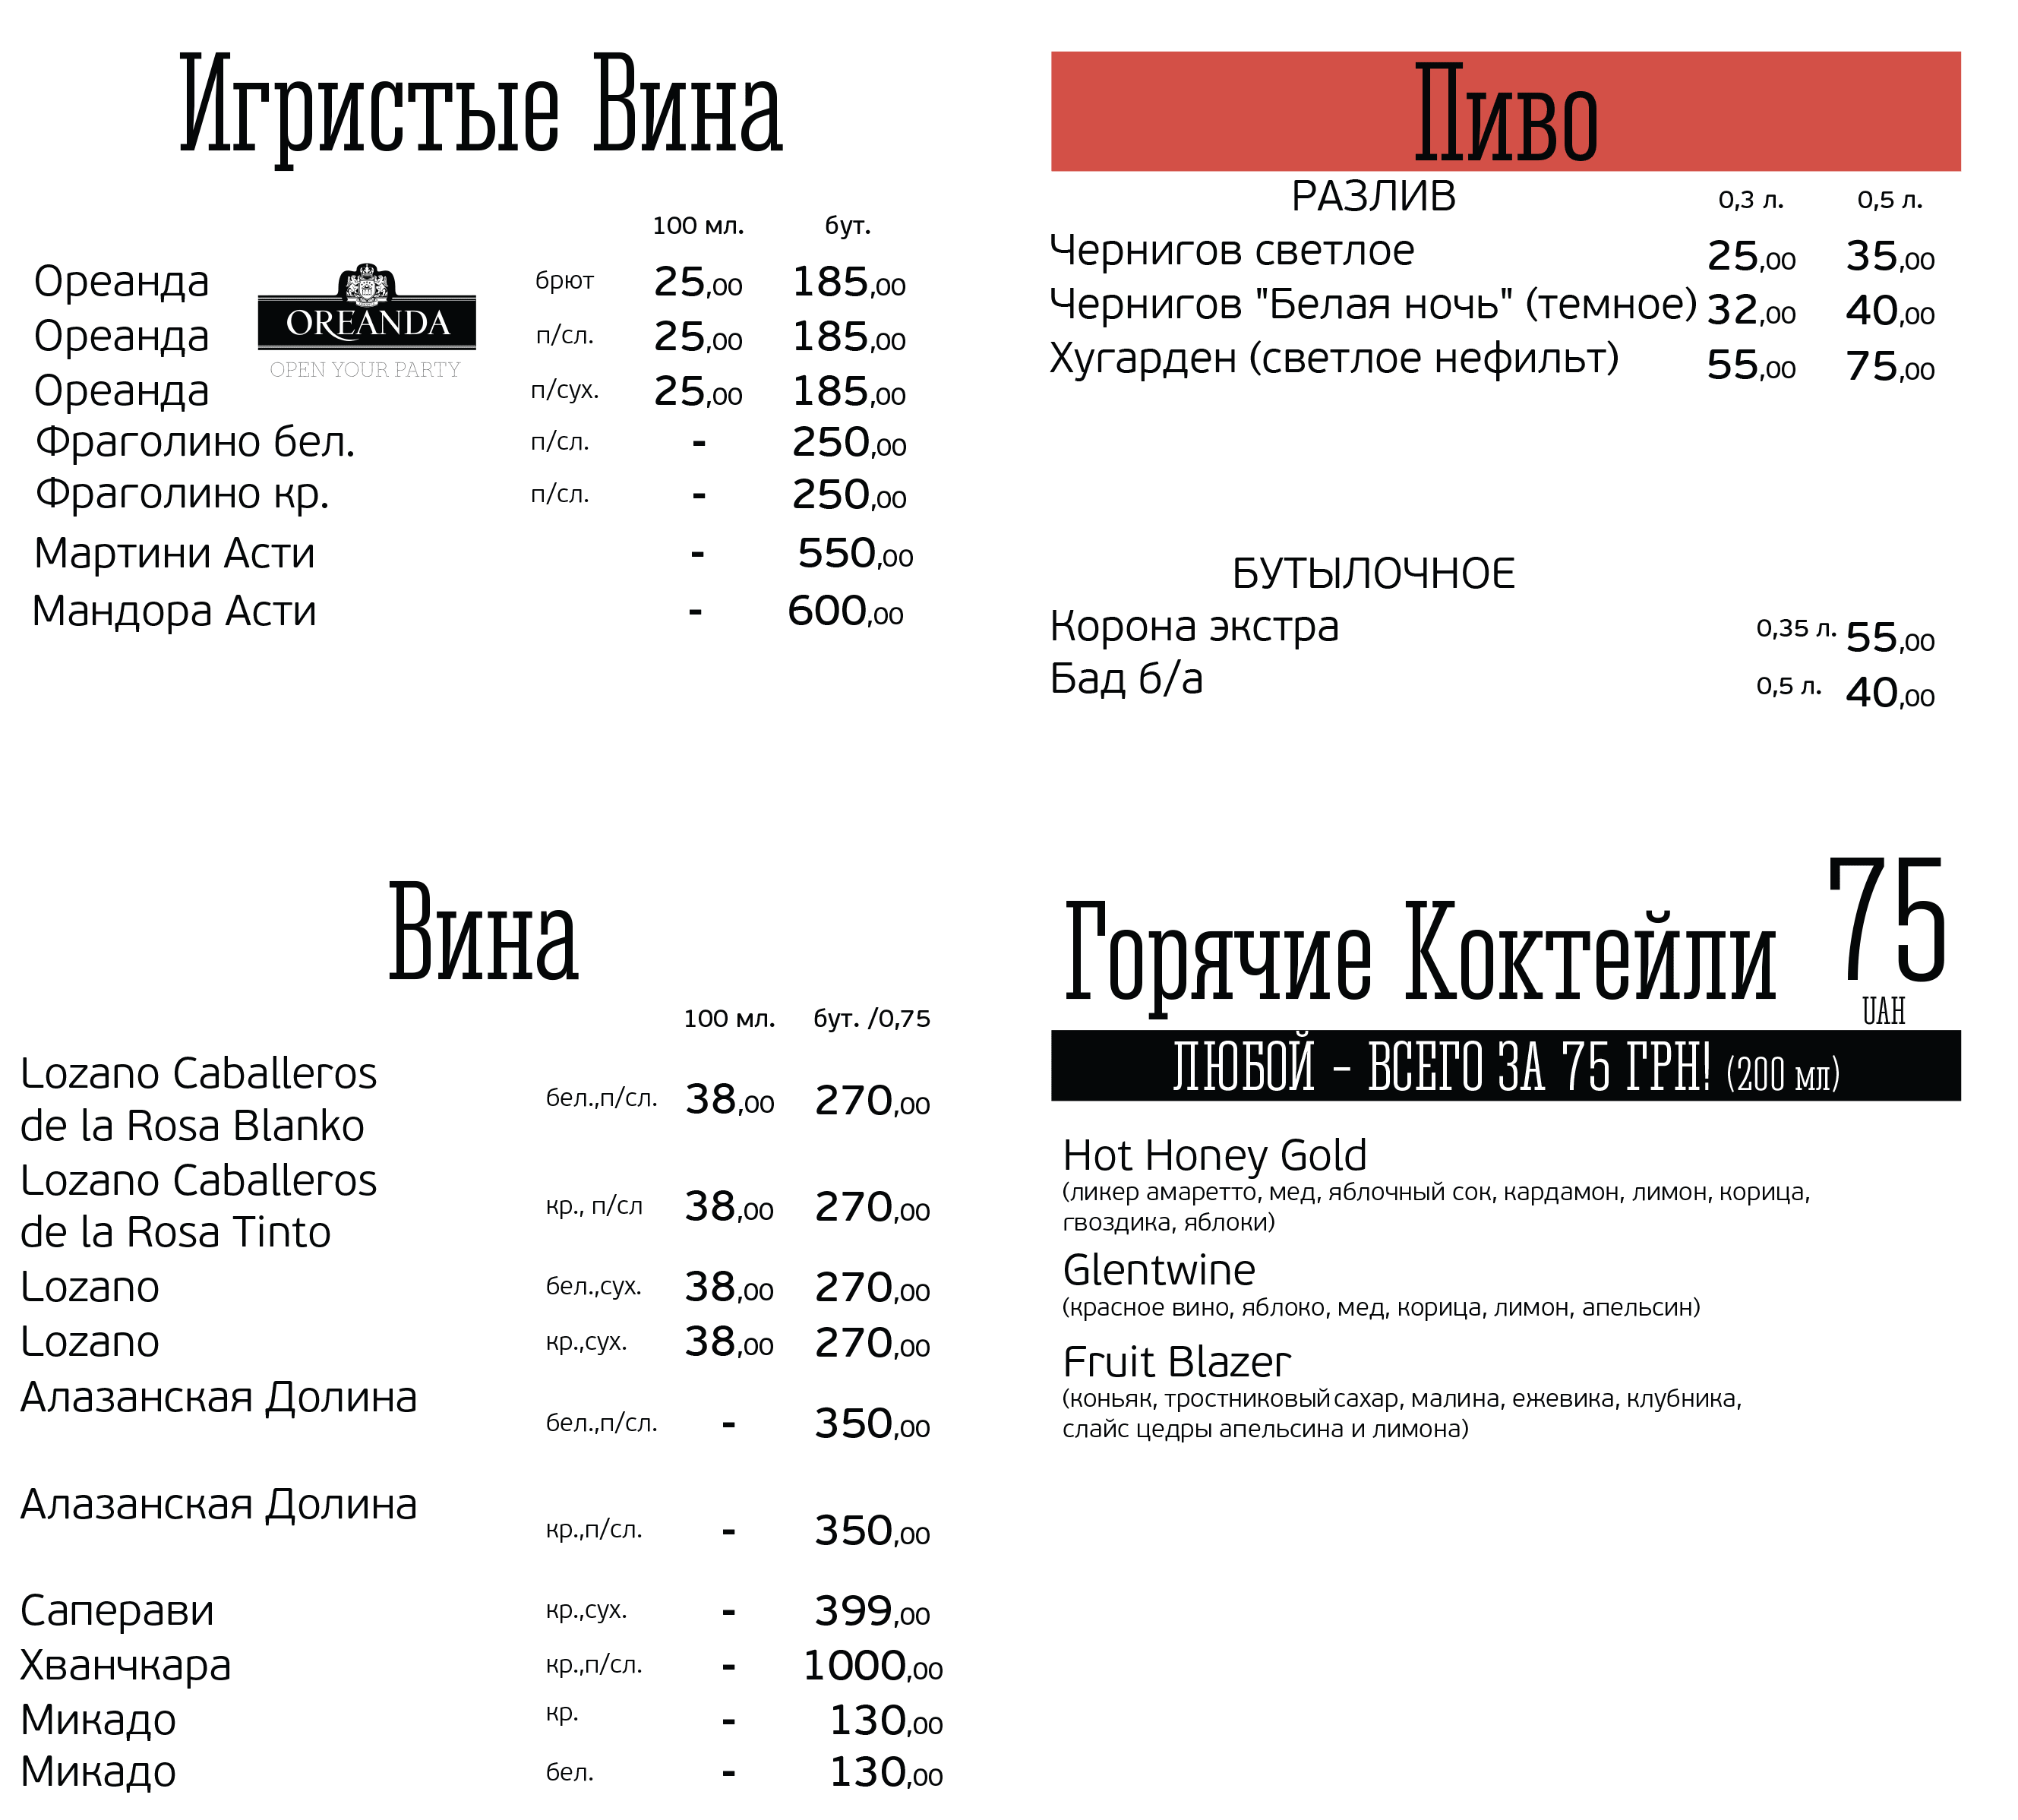 Игристые Вина
100 мл. бут.
Ореанда брют 25,00 185,00
Ореанда п/сл. 25,00 185,00
Ореанда п/сух. 25,00 185,00
OREANDA
OPEN YOUR PARTY
Фраголино бел. п/сл. - 250,00
Фраголино кр. п/сл. - 250,00
Мартини Асти - 550,00
Мандора Асти - 600,00
Пиво
РАЗЛИВ 0,3 л. 0,5 л.
Чернигов светлое 25,00 35,00
Чернигов "Белая ночь" (темное) 32,00 40,00
Хугарден (светлое нефильт) 55,00 75,00
БУТЫЛОЧНОЕ
Корона экстра 0,35 л. 55,00
Бад б/а 0,5 л. 40,00
Вина
100 мл. бут. /0,75
Lozano Caballeros
de la Rosa Blanko бел.,п/сл. 38,00 270,00
Lozano Caballeros
de la Rosa Tinto кр., п/сл 38,00 270,00
Lozano бел.,сух. 38,00 270,00
Lozano кр.,сух. 38,00 270,00
Алазанская Долина бел.,п/сл. - 350,00
Алазанская Долина кр.,п/сл. - 350,00
Саперави кр.,сух. - 399,00
Хванчкара кр.,п/сл. - 1000,00
Микадо кр. - 130,00
Микадо бел. - 130,00
Горячие Коктейли 75
UAH
ЛЮБОЙ - ВСЕГО ЗА 75 ГРН! (200 мл)
Hot Honey Gold
(ликер амаретто, мед, яблочный сок, кардамон, лимон, корица,
гвоздика, яблоки)
Glentwine
(красное вино, яблоко, мед, корица, лимон, апельсин)
Fruit Blazer
(коньяк, тростниковый сахар, малина, ежевика, клубника,
слайс цедры апельсина и лимона)